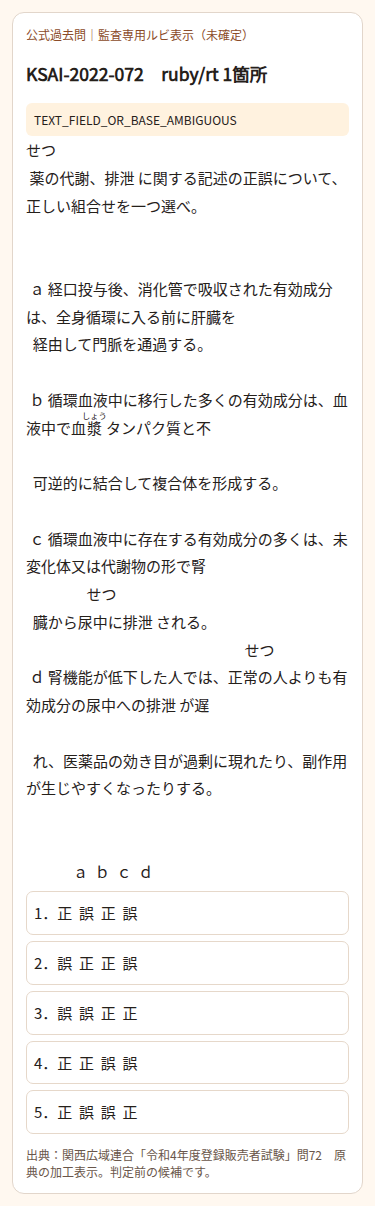 公式過去問｜監査専用ルビ表示（未確定）
KSAI-2022-072　ruby/rt 1箇所
TEXT_FIELD_OR_BASE_AMBIGUOUS
せつ
薬の代謝、排泄 に関する記述の正誤について、
正しい組合せを一つ選べ。
ａ 経口投与後、消化管で吸収された有効成分
は、全身循環に入る前に肝臓を
経由して門脈を通過する。
ｂ 循環血液中に移行した多くの有効成分は、血
しょう
液中で血漿 タンパク質と不
可逆的に結合して複合体を形成する。
ｃ 循環血液中に存在する有効成分の多くは、未
変化体又は代謝物の形で腎
せつ
臓から尿中に排泄 される。
せつ
ｄ 腎機能が低下した人では、正常の人よりも有
効成分の尿中への排泄 が遅
れ、医薬品の効き目が過剰に現れたり、副作用
が生じやすくなったりする。
ａ ｂ ｃ ｄ
1．正 誤 正 誤
2．誤 正 正 誤
3．誤 誤 正 正
4．正 正 誤 誤
5．正 誤 誤 正
出典：関西広域連合「令和4年度登録販売者試験」問72　原
典の加工表示。判定前の候補です。